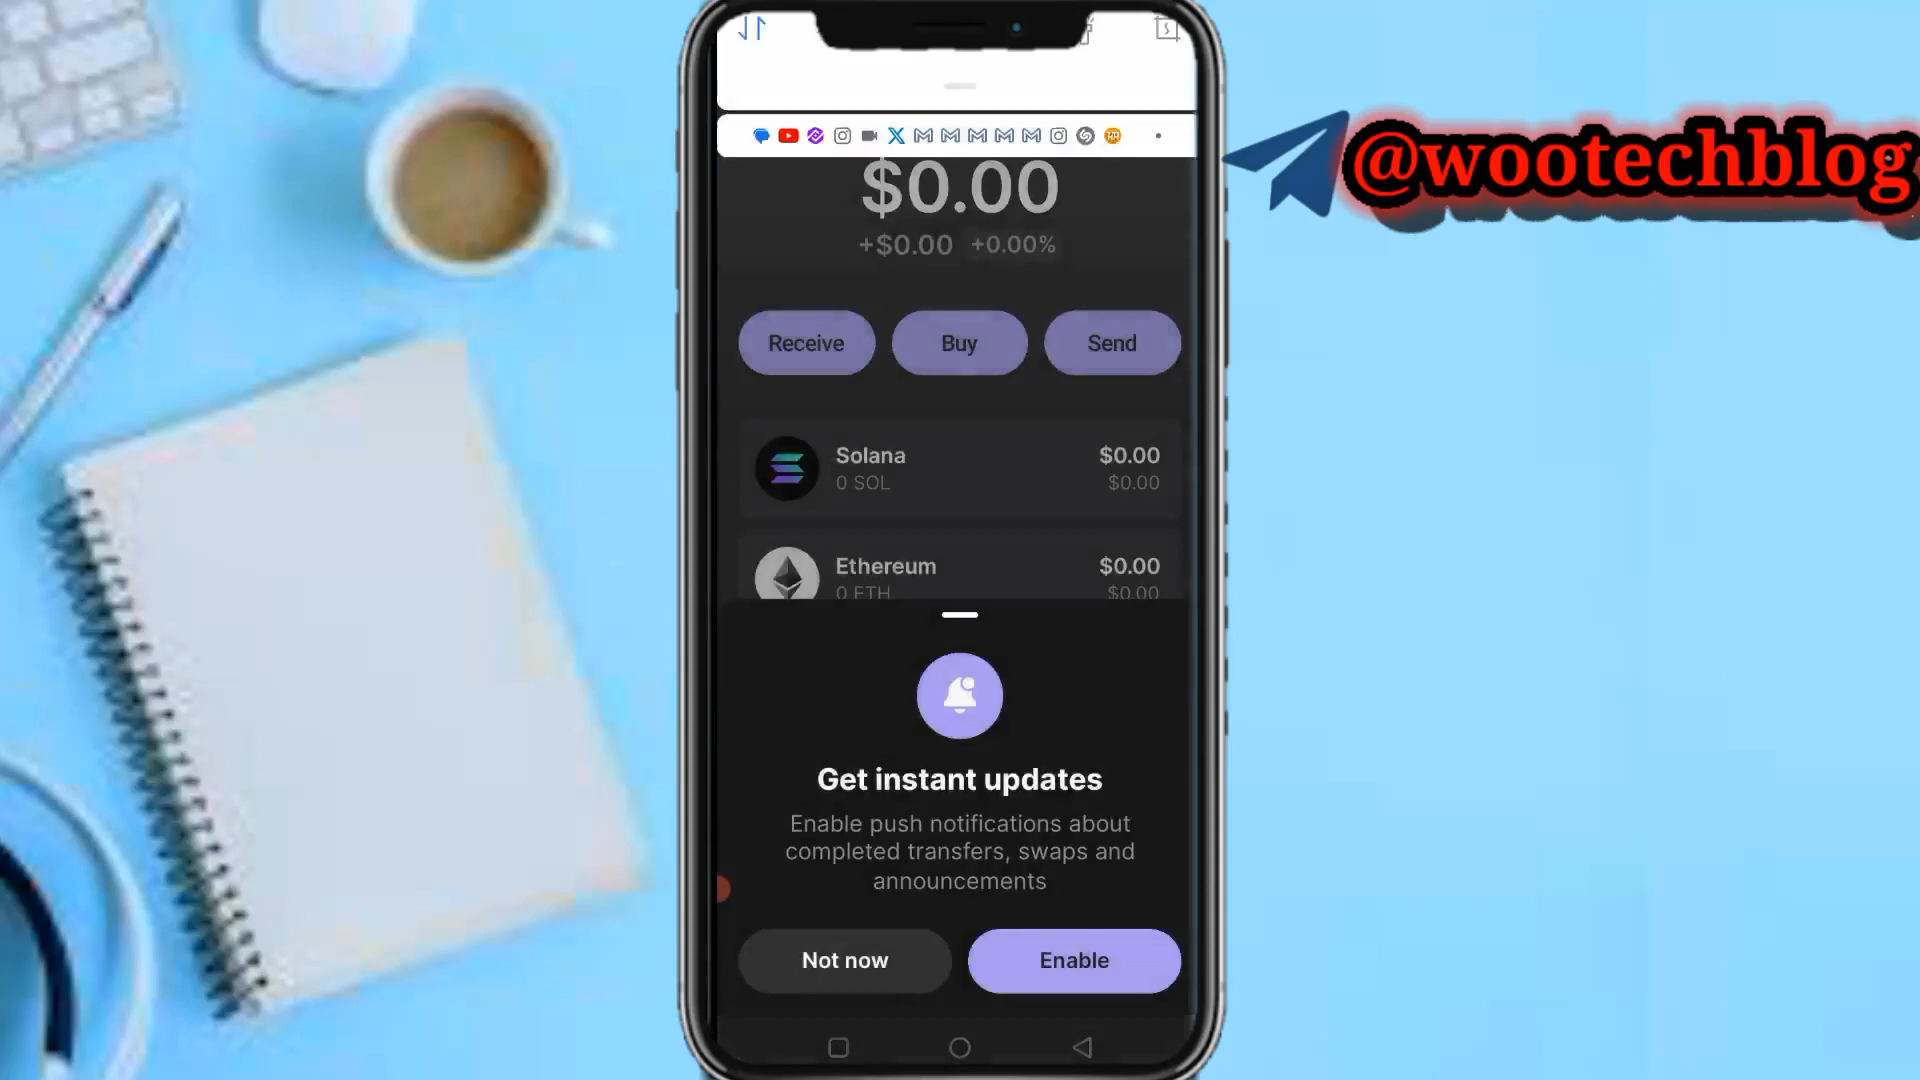 @wootechblog
$0.00
+$0.00 +0.00%
Receive Buy Send
Solana $0.00
0 SOL $0.00
Ethereum $0.00
0 ETH $0.00
Get instant updates
Enable push notifications about
completed transfers, swaps and
announcements
Not now Enable